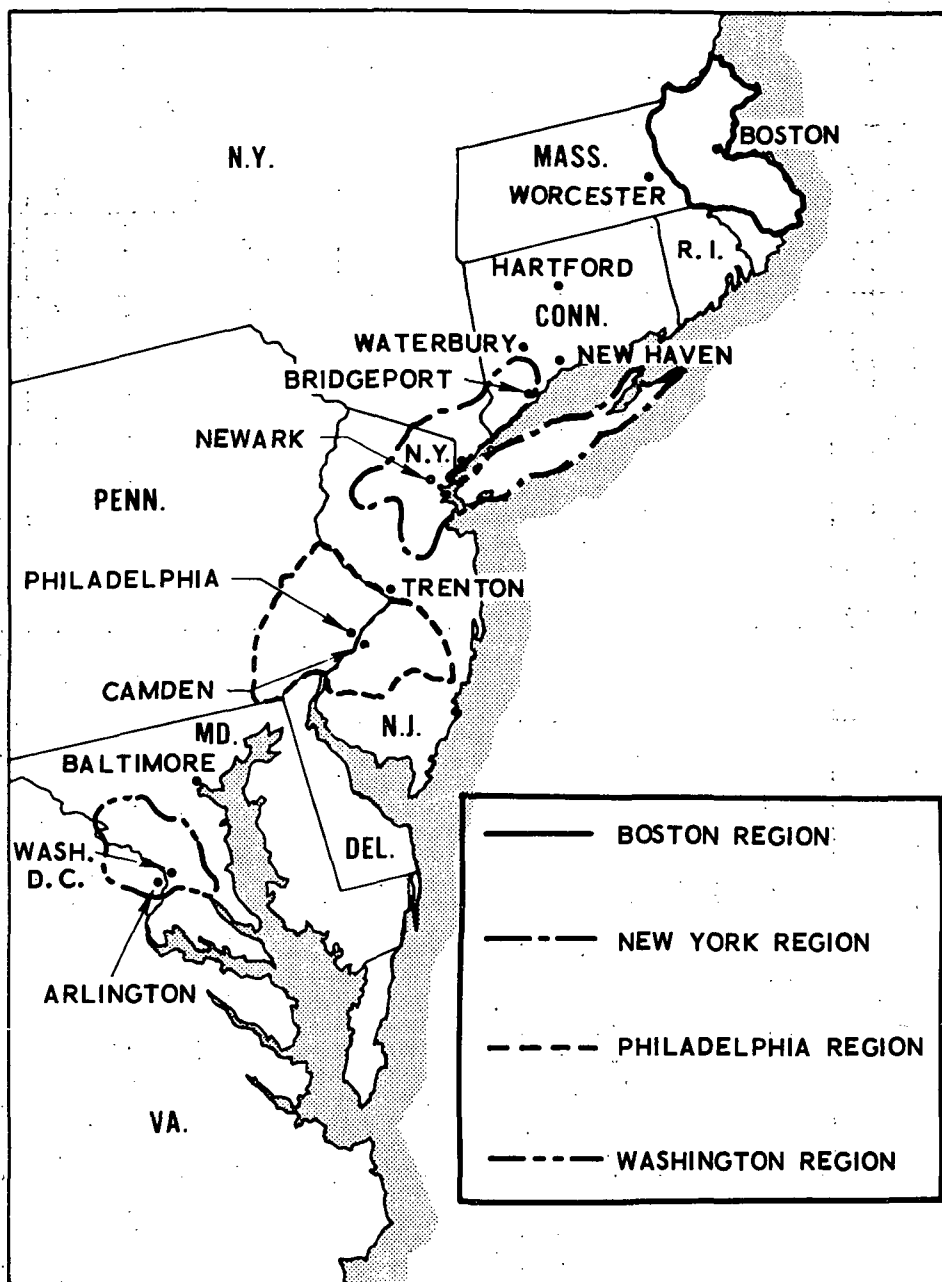 BOSTON
N.Y.
MASS.
WORCESTER
R. I.
HARTFORD
CONN.
WATERBURY
NEW HAVEN
BRIDGEPORT
NEWARK
N.Y.
PENN.
PHILADELPHIA
TRENTON
CAMDEN
N.J.
MD.
BALTIMORE
DEL.
WASH.
D. C.
ARLINGTON
VA.
BOSTON REGION
NEW YORK REGION
PHILADELPHIA REGION
WASHINGTON REGION